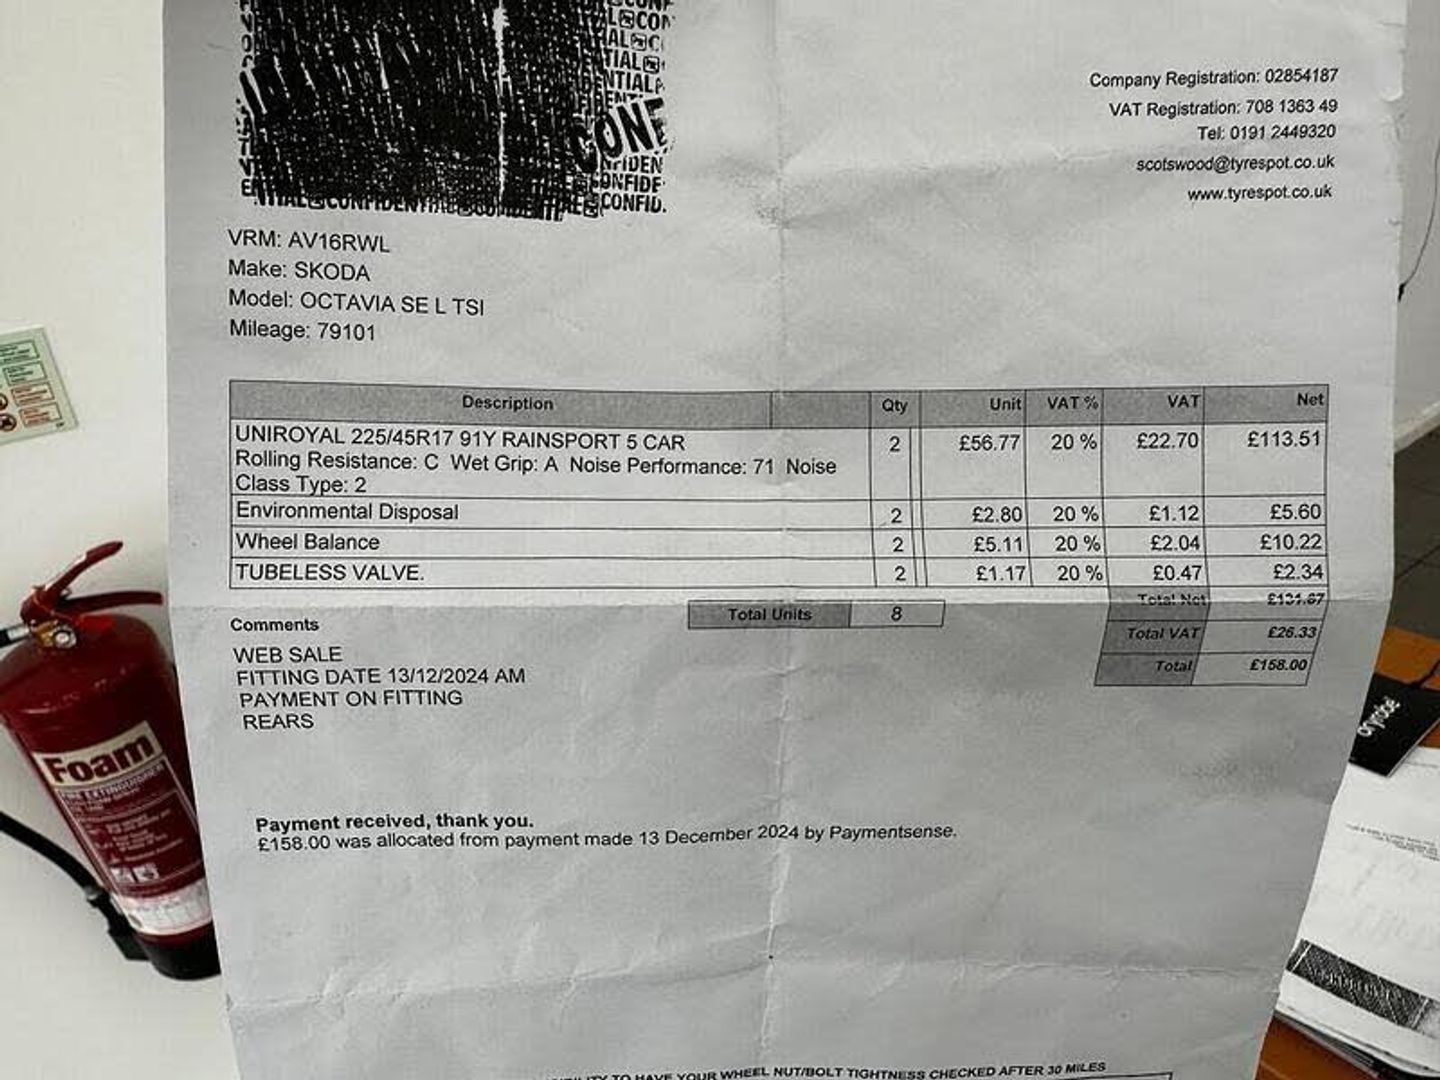 CONFIDENTIAL
Company Registration: 02854187
VAT Registration: 708 1363 49
Tel: 0191 2449320
scotswood@tyrespot.co.uk
www.tyrespot.co.uk
VRM: AV16RWL
Make: SKODA
Model: OCTAVIA SE L TSI
Mileage: 79101
Description Qty Unit VAT % VAT Net
UNIROYAL 225/45R17 91Y RAINSPORT 5 CAR 2 £56.77 20 % £22.70 £113.51
Rolling Resistance: C Wet Grip: A Noise Performance: 71 Noise
Class Type: 2
Environmental Disposal 2 £2.80 20 % £1.12 £5.60
Wheel Balance 2 £5.11 20 % £2.04 £10.22
TUBELESS VALVE. 2 £1.17 20 % £0.47 £2.34
Total Net £131.67
Total Units 8
Total VAT £26.33
Total £158.00
Comments
WEB SALE
FITTING DATE 13/12/2024 AM
PAYMENT ON FITTING
REARS
Payment received, thank you.
£158.00 was allocated from payment made 13 December 2024 by Paymentsense.
TO HAVE YOUR WHEEL NUT/BOLT TIGHTNESS CHECKED AFTER 30 MILES
Foam
FIRE EXTINGUISHER